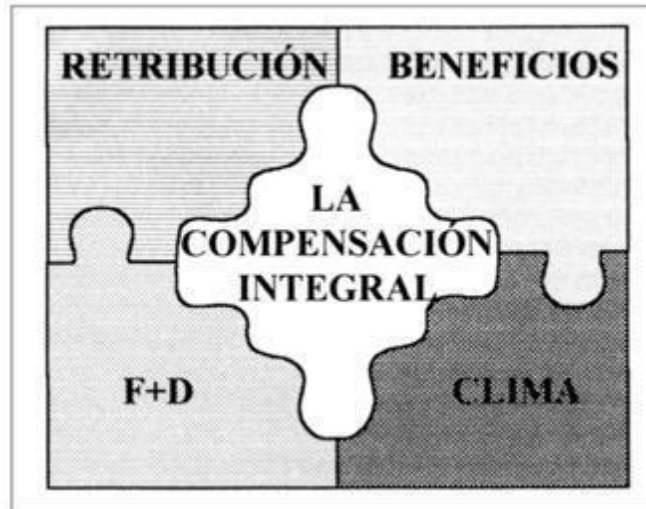 RETRIBUCIÓN
BENEFICIOS
LA
COMPENSACIÓN
INTEGRAL
F+D
CLIMA